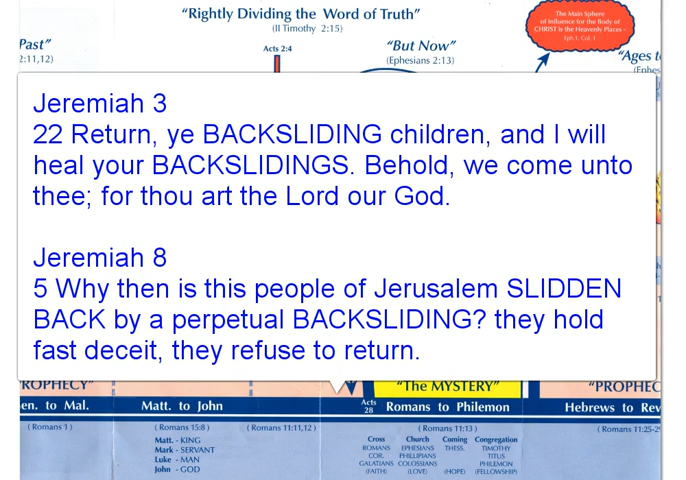 "Rightly Dividing the Word of Truth"
(II Timothy 2:15)
The Main Sphere
of Influence for the Body of
CHRIST is the Heavenly Places -
Eph.1, Col. 1
Past"
2:11,12)
Acts 2:4
"But Now"
(Ephesians 2:13)
"Ages t
(Ephes
Jeremiah 3
22 Return, ye BACKSLIDING children, and I will
heal your BACKSLIDINGS. Behold, we come unto
thee; for thou art the Lord our God.
Jeremiah 8
5 Why then is this people of Jerusalem SLIDDEN
BACK by a perpetual BACKSLIDING? they hold
fast deceit, they refuse to return.
ROPHECY"
"The MYSTERY"
"PROPHEC
en. to Mal.
Matt. to John
Acts
28
Romans to Philemon
Hebrews to Rev
( Romans 1 )
( Romans 15:8 )
( Romans 11:11,12 )
( Romans 11:13 )
( Romans 11:25-2
Matt. - KING
Mark - SERVANT
Luke - MAN
John - GOD
Cross Church Coming Congregation
ROMANS EPHESIANS THESS. TIMOTHY
COR. PHILLIPIANS TITUS
GALATIANS COLOSSIANS PHILEMON
(FAITH) (LOVE) (HOPE) (FELLOWSHIP)